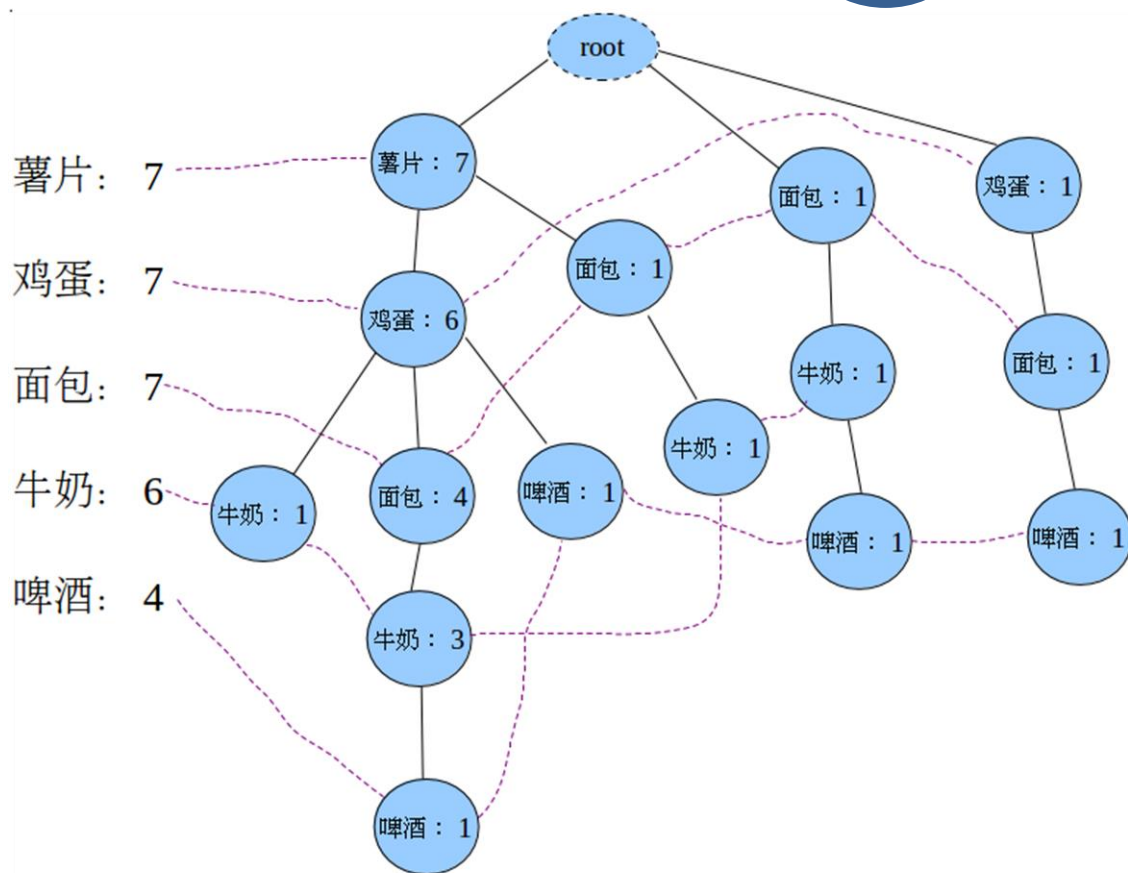 root
薯片：7
鸡蛋：7
面包：7
牛奶：6
啤酒：4
薯片：7
面包：1
鸡蛋：1
鸡蛋：6
面包：1
牛奶：1
面包：1
牛奶：1
面包：4
啤酒：1
牛奶：1
啤酒：1
啤酒：1
牛奶：3
啤酒：1